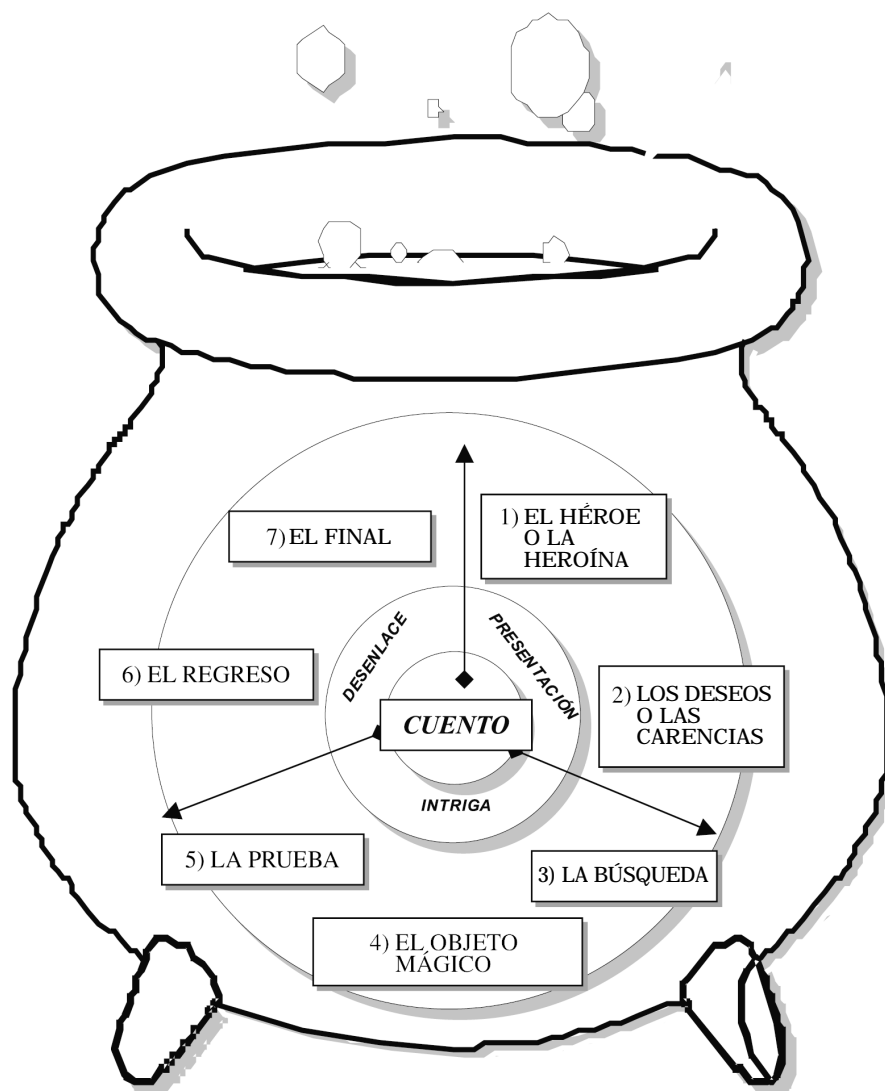 1) EL HÉROE
O LA
HEROÍNA
7) EL FINAL
DESENLACE
PRESENTACIÓN
6) EL REGRESO
2) LOS DESEOS
O LAS
CARENCIAS
CUENTO
INTRIGA
5) LA PRUEBA
3) LA BÚSQUEDA
4) EL OBJETO
MÁGICO